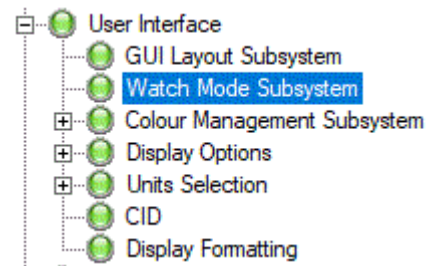 User Interface
GUI Layout Subsystem
Watch Mode Subsystem
Colour Management Subsystem
Display Options
Units Selection
CID
Display Formatting